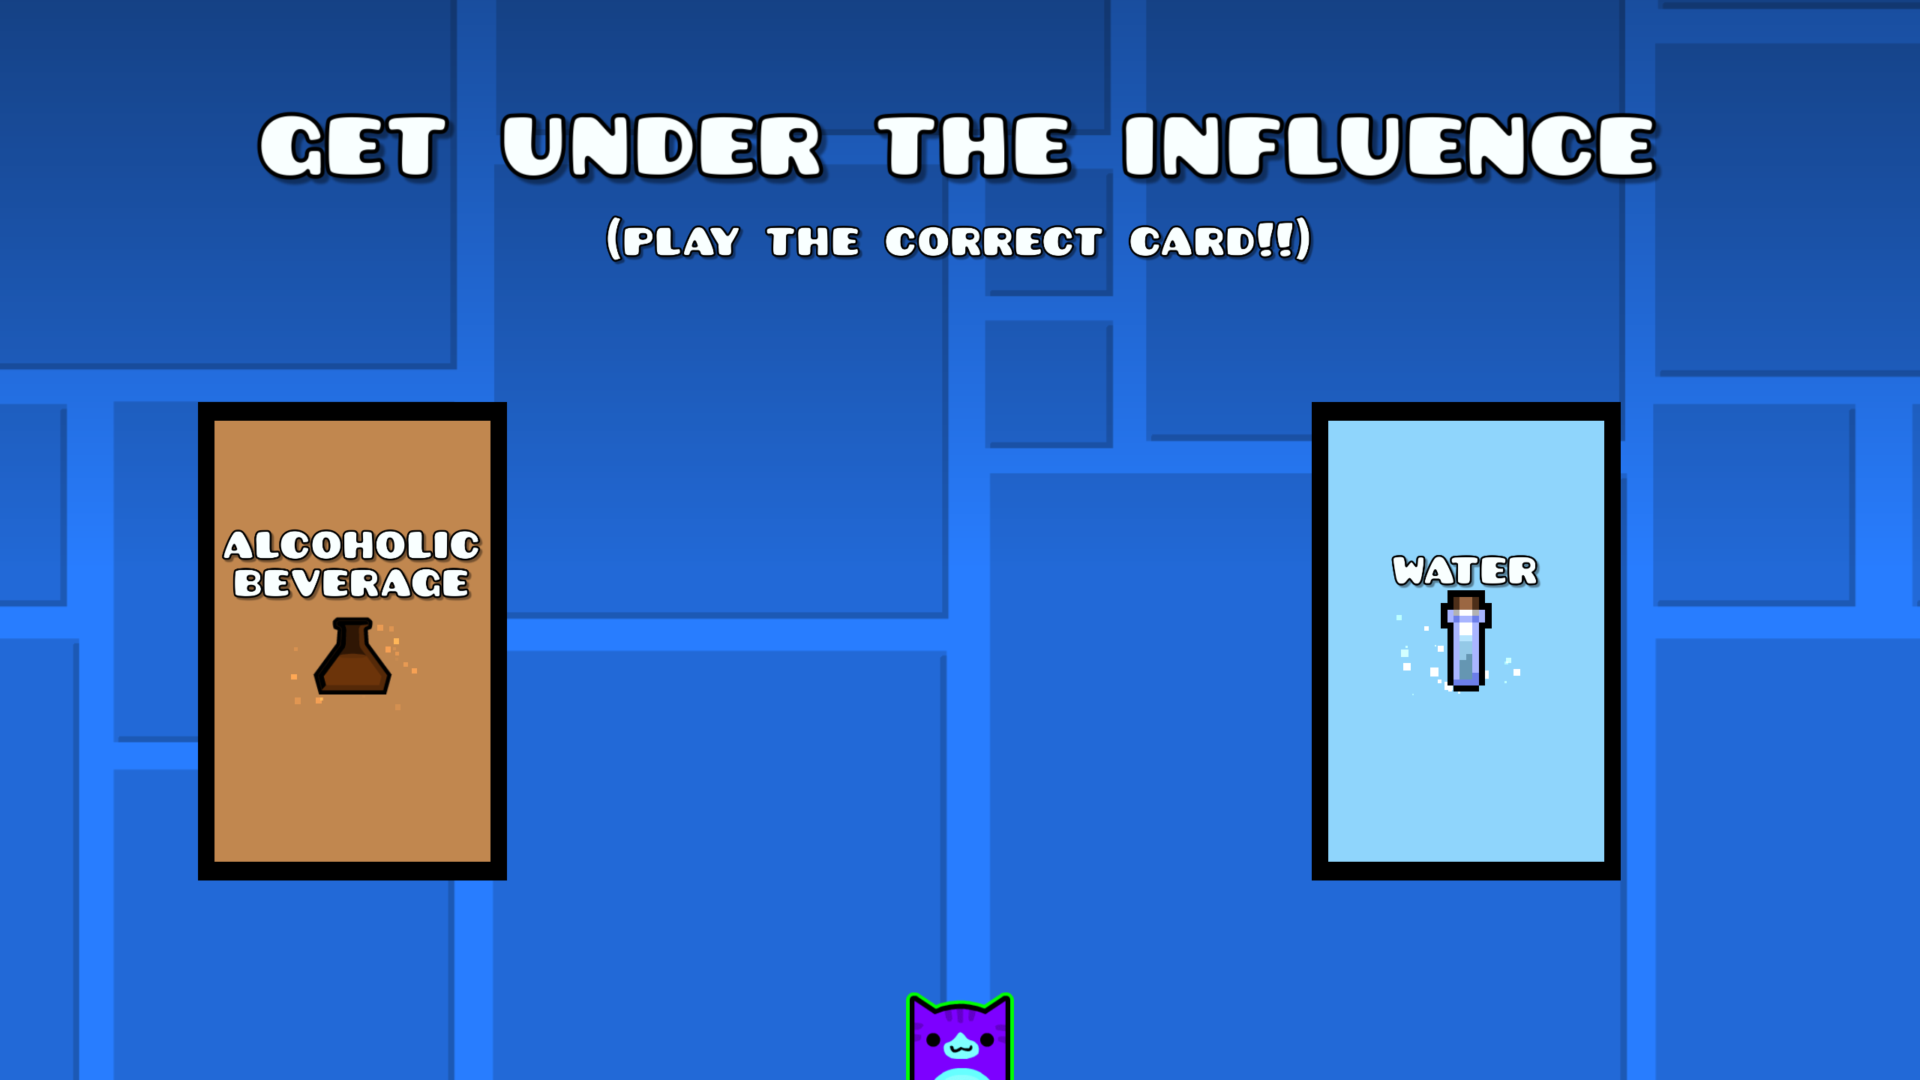 GET UNDER THE INFLUENCE
(PLAY THE CORRECT CARD!!)
ALCOHOLIC
BEVERAGE
WATER